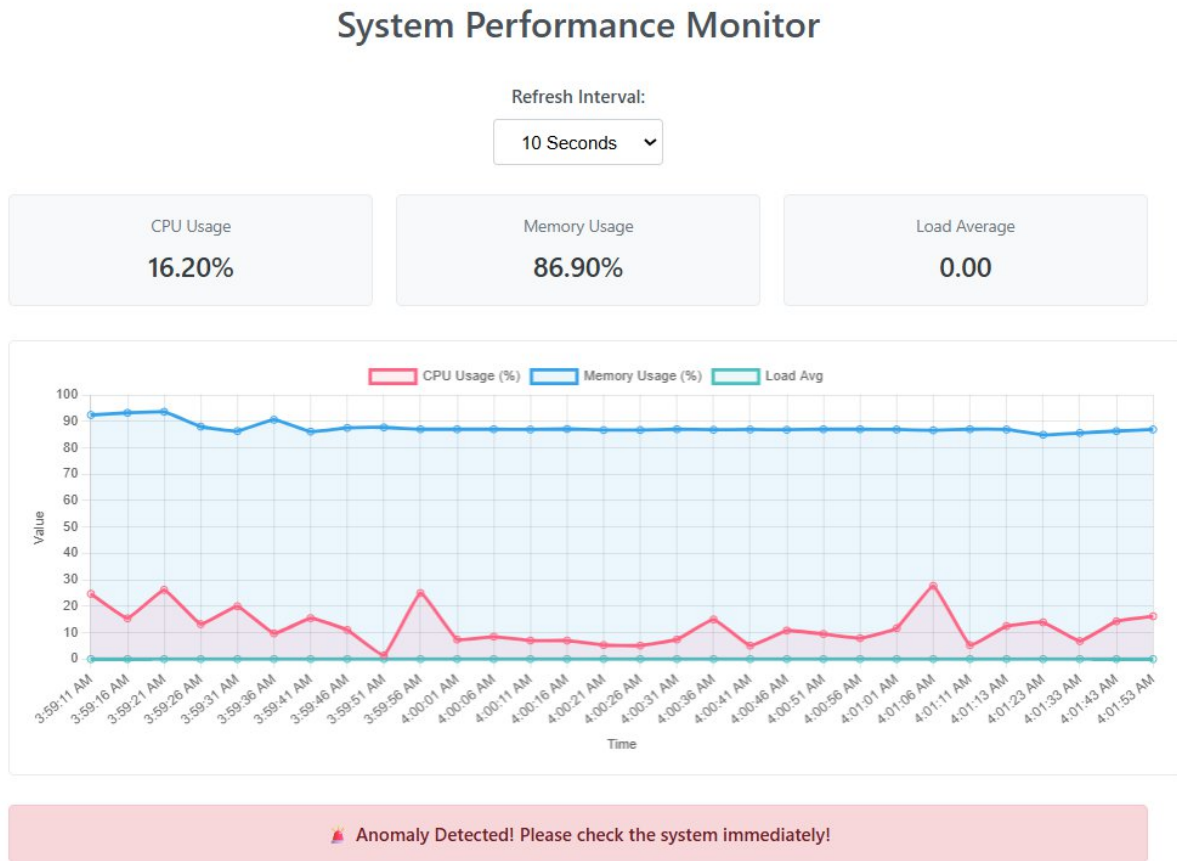 System Performance Monitor
Refresh Interval:
10 Seconds
CPU Usage
16.20%
Memory Usage
86.90%
Load Average
0.00
CPU Usage (%) Memory Usage (%) Load Avg
100
90
80
70
60
50
40
30
20
10
0
Value
3:59:11 AM
3:59:16 AM
3:59:21 AM
3:59:26 AM
3:59:31 AM
3:59:36 AM
3:59:41 AM
3:59:46 AM
3:59:51 AM
3:59:56 AM
4:00:01 AM
4:00:06 AM
4:00:11 AM
4:00:16 AM
4:00:21 AM
4:00:26 AM
4:00:31 AM
4:00:36 AM
4:00:41 AM
4:00:46 AM
4:00:51 AM
4:00:56 AM
4:01:01 AM
4:01:06 AM
4:01:11 AM
4:01:13 AM
4:01:23 AM
4:01:33 AM
4:01:43 AM
4:01:53 AM
Time
🚨 Anomaly Detected! Please check the system immediately!